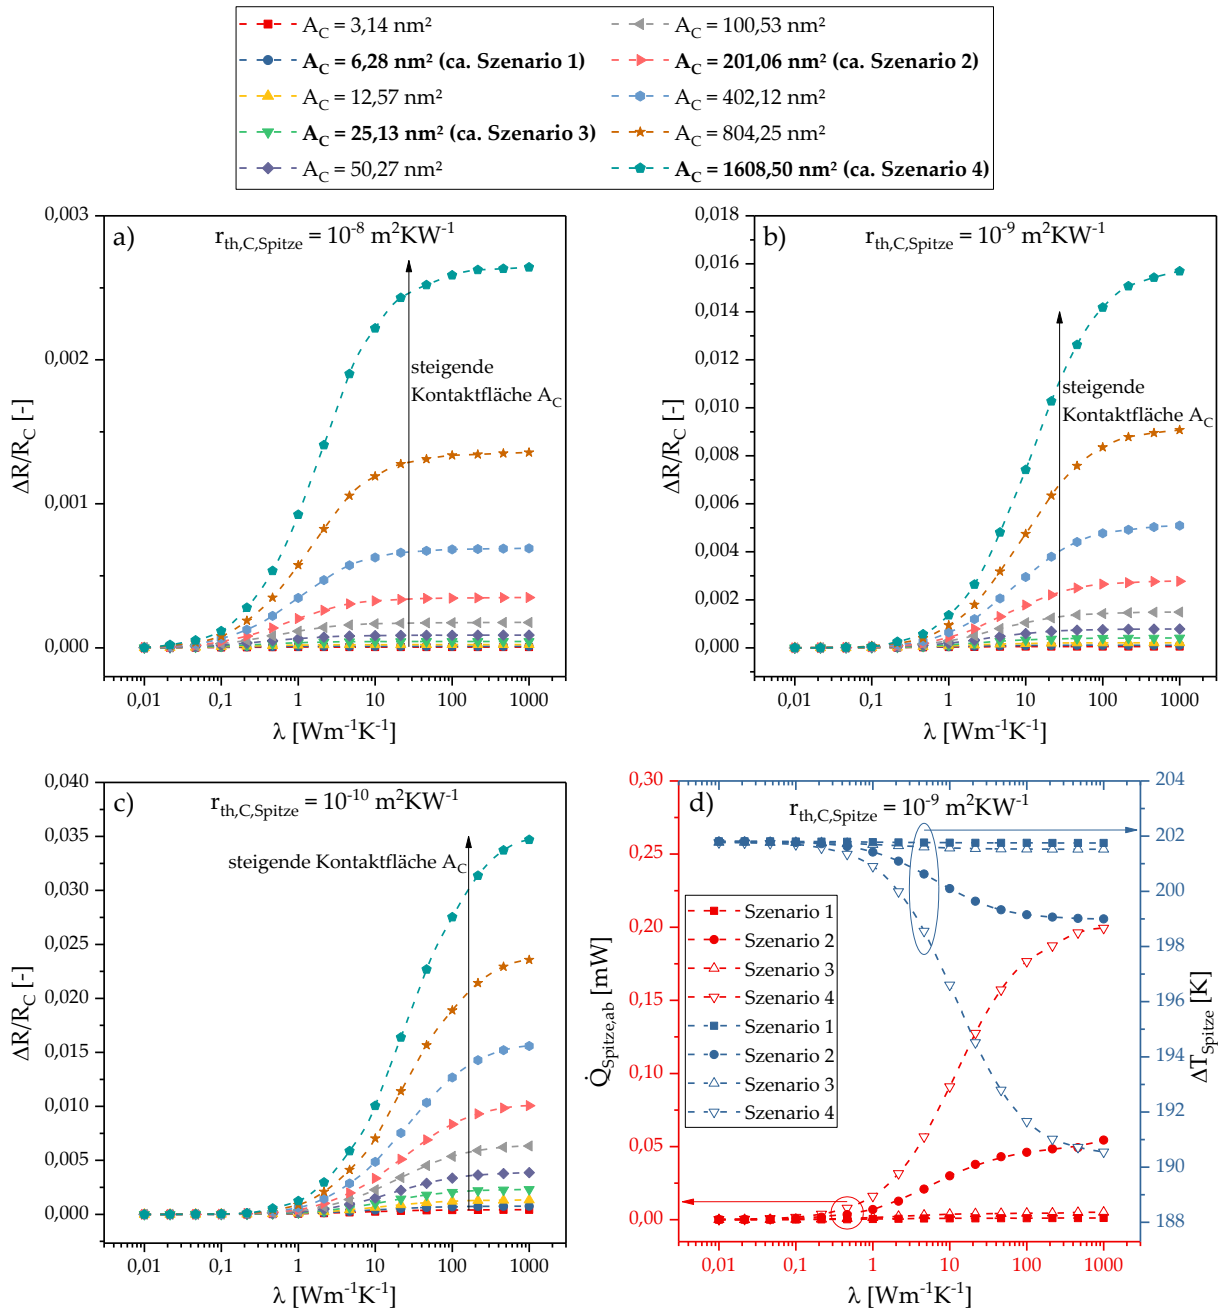 A_C = 3,14 nm²
A_C = 6,28 nm² (ca. Szenario 1)
A_C = 12,57 nm²
A_C = 25,13 nm² (ca. Szenario 3)
A_C = 50,27 nm²
A_C = 100,53 nm²
A_C = 201,06 nm² (ca. Szenario 2)
A_C = 402,12 nm²
A_C = 804,25 nm²
A_C = 1608,50 nm² (ca. Szenario 4)
a)
r_th,C,Spitze = 10⁻⁸ m²KW⁻¹
0,003
0,002
0,001
0,000
ΔR/R_C [-]
steigende
Kontaktfläche A_C
0,01 0,1 1 10 100 1000
λ [Wm⁻¹K⁻¹]
b)
r_th,C,Spitze = 10⁻⁹ m²KW⁻¹
0,018
0,016
0,014
0,012
0,010
0,008
0,006
0,004
0,002
0,000
ΔR/R_C [-]
steigende
Kontaktfläche A_C
0,01 0,1 1 10 100 1000
λ [Wm⁻¹K⁻¹]
c)
r_th,C,Spitze = 10⁻¹⁰ m²KW⁻¹
0,040
0,035
0,030
0,025
0,020
0,015
0,010
0,005
0,000
ΔR/R_C [-]
steigende Kontaktfläche A_C
0,01 0,1 1 10 100 1000
λ [Wm⁻¹K⁻¹]
d)
r_th,C,Spitze = 10⁻⁹ m²KW⁻¹
0,30
0,25
0,20
0,15
0,10
0,05
0,00
Q̇_Spitze,ab [mW]
Szenario 1
Szenario 2
Szenario 3
Szenario 4
Szenario 1
Szenario 2
Szenario 3
Szenario 4
204
202
200
198
196
194
192
190
188
ΔT_Spitze [K]
0,01 0,1 1 10 100 1000
λ [Wm⁻¹K⁻¹]